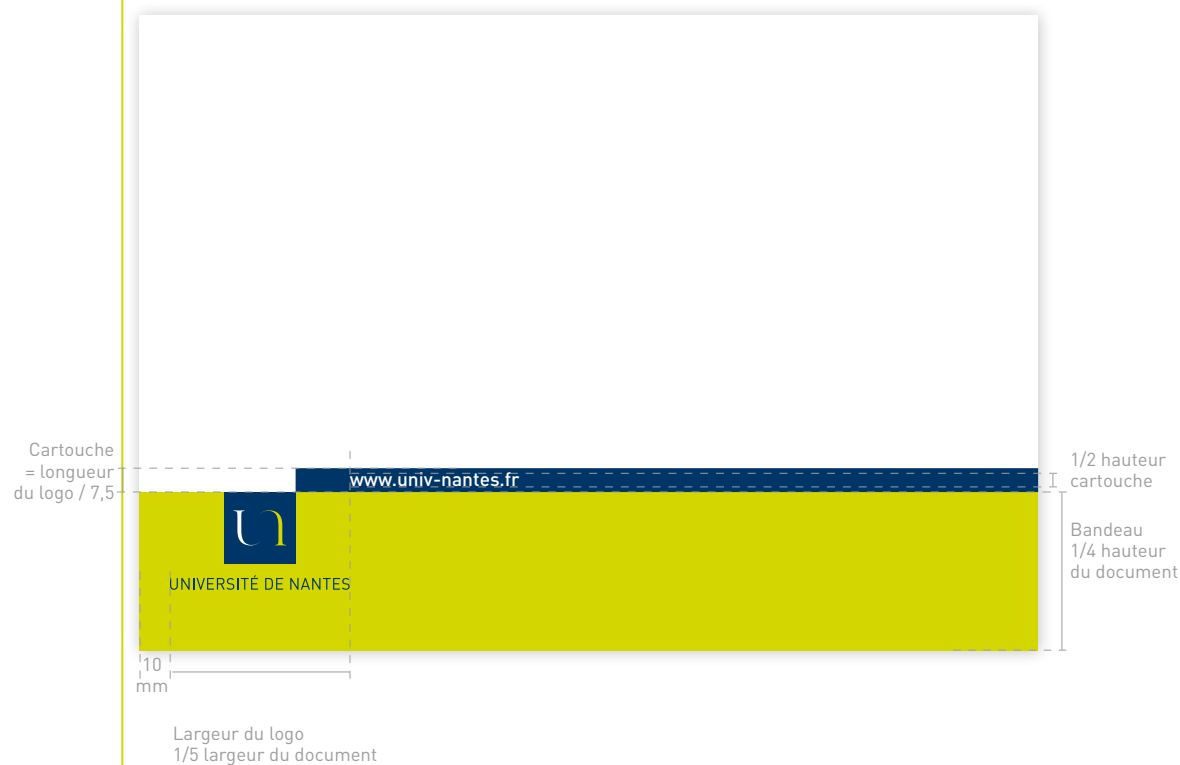 Cartouche
= longueur
du logo / 7,5
www.univ-nantes.fr
1/2 hauteur
cartouche
Bandeau
1/4 hauteur
du document
UN
UNIVERSITÉ DE NANTES
10
mm
Largeur du logo
1/5 largeur du document